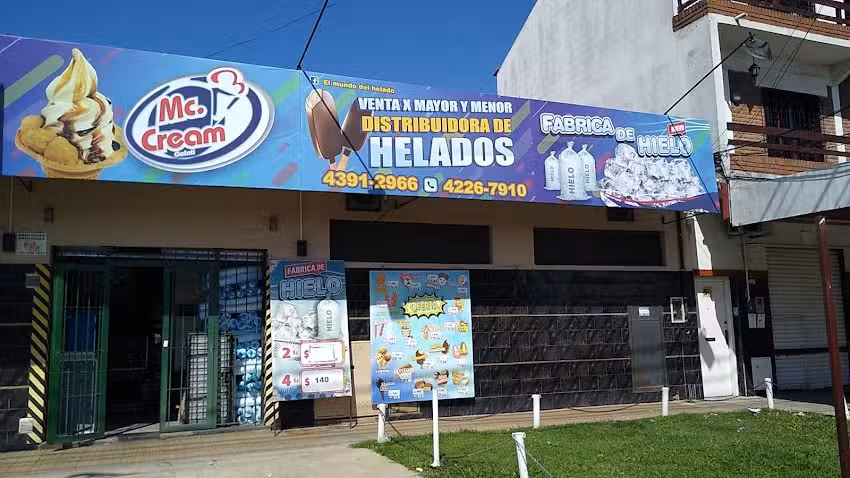 El mundo del helado
Mc.
Cream
Gelati
VENTA X MAYOR Y MENOR
DISTRIBUIDORA DE
HELADOS
4391-2966 4226-7910
FABRICA DE
HIELO
HIELO
FABRICA DE
HIELO
HIELO
2 $
4 $ 140
OFERTA